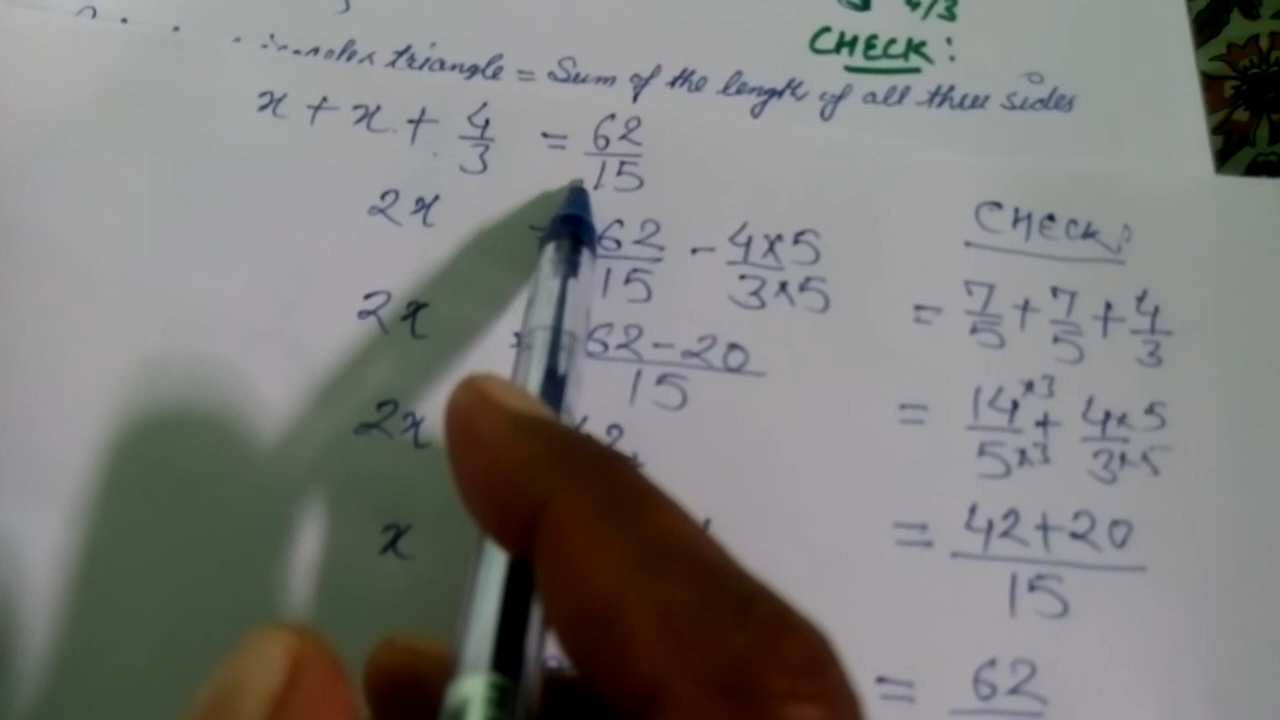 4/3
CHECK:
triangle = Sum of the length of all three sides
x + x + 4/3 = 62/15
2x = 62/15 - 4x5/3x5
2x = 62-20/15
2x 42
x
CHECK:
= 7/5 + 7/5 + 4/3
= 14x3/5x3 + 4x5/3x5
= 42+20/15
= 62